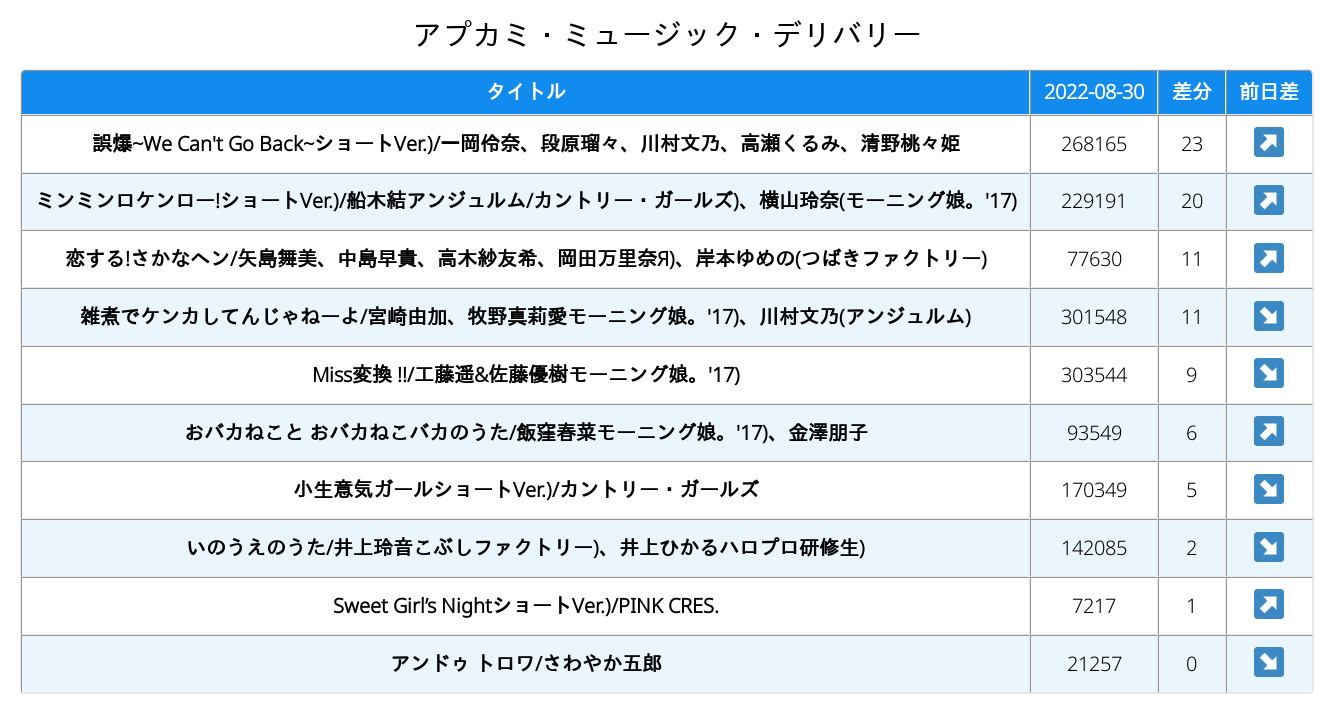 アプカミ・ミュージック・デリバリー
タイトル 2022-08-30 差分 前日差
誤爆~We Can't Go Back~ショートVer.)/一岡伶奈、段原瑠々、川村文乃、高瀬くるみ、清野桃々姫 268165 23 ↗
ミンミンロケンロー!ショートVer.)/船木結アンジュルム/カントリー・ガールズ)、横山玲奈(モーニング娘。'17) 229191 20 ↗
恋する!さかなヘン/矢島舞美、中島早貴、高木紗友希、岡田万里奈Я)、岸本ゆめの(つばきファクトリー) 77630 11 ↗
雑煮でケンカしてんじゃねーよ/宮崎由加、牧野真莉愛モーニング娘。'17)、川村文乃(アンジュルム) 301548 11 ↘
Miss変換 !!/工藤遥&佐藤優樹モーニング娘。'17) 303544 9 ↘
おバカねこと おバカねこバカのうた/飯窪春菜モーニング娘。'17)、金澤朋子 93549 6 ↗
小生意気ガールショートVer.)/カントリー・ガールズ 170349 5 ↘
いのうえのうた/井上玲音こぶしファクトリー)、井上ひかるハロプロ研修生) 142085 2 ↘
Sweet Girl’s NightショートVer.)/PINK CRES. 7217 1 ↗
アンドゥ トロワ/さわやか五郎 21257 0 ↘